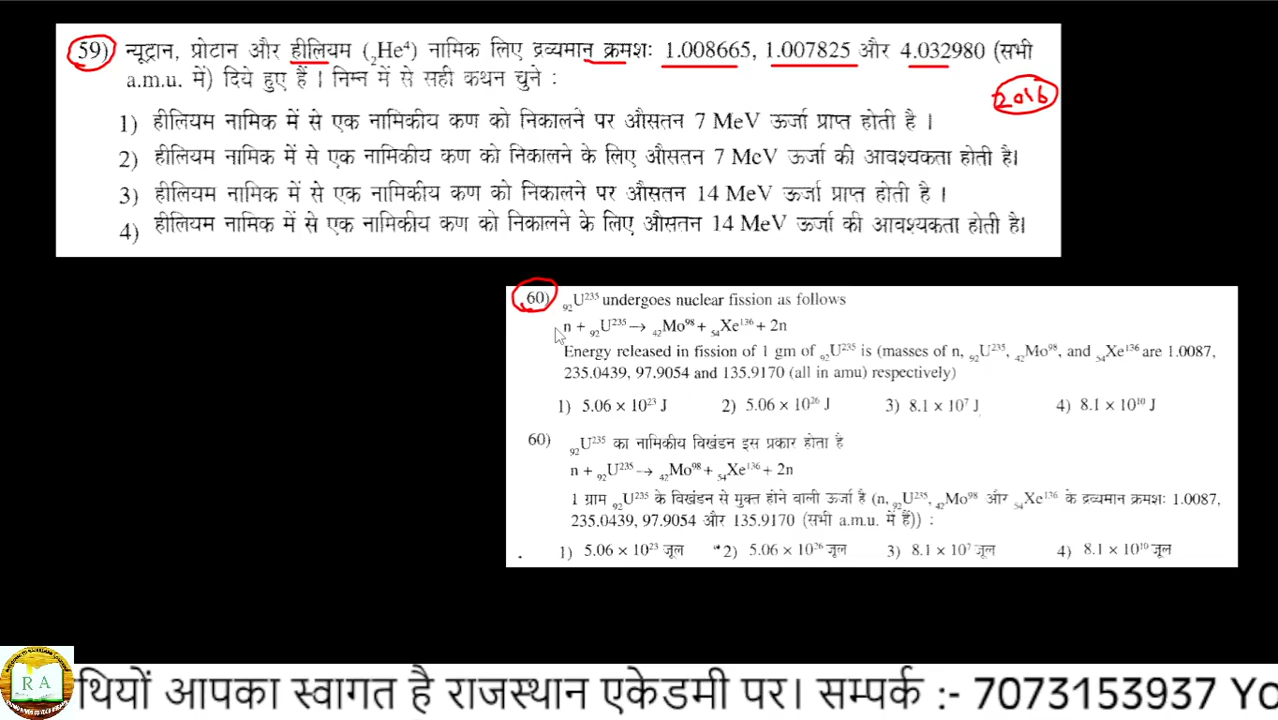 59) न्यूट्रान, प्रोटान और हीलियम (₂He⁴) नामिक लिए द्रव्यमान क्रमशः 1.008665, 1.007825 और 4.032980 (सभी
a.m.u. में) दिये हुए हैं। निम्न में से सही कथन चुने :
2016
1) हीलियम नामिक में से एक नामिकीय कण को निकालने पर औसतन 7 MeV ऊर्जा प्राप्त होती है।
2) हीलियम नामिक में से एक नामिकीय कण को निकालने के लिए औसतन 7 MeV ऊर्जा की आवश्यकता होती है।
3) हीलियम नामिक में से एक नामिकीय कण को निकालने पर औसतन 14 MeV ऊर्जा प्राप्त होती है।
4) हीलियम नामिक में से एक नामिकीय कण को निकालने के लिए औसतन 14 MeV ऊर्जा की आवश्यकता होती है।
60) ₉₂U²³⁵ undergoes nuclear fission as follows
n + ₉₂U²³⁵ → ₄₂Mo⁹⁸ + ₅₄Xe¹³⁶ + 2n
Energy released in fission of 1 gm of ₉₂U²³⁵ is (masses of n, ₉₂U²³⁵, ₄₂Mo⁹⁸, and ₅₄Xe¹³⁶ are 1.0087,
235.0439, 97.9054 and 135.9170 (all in amu) respectively)
1) 5.06 × 10²³ J 2) 5.06 × 10²⁶ J 3) 8.1 × 10⁷ J 4) 8.1 × 10¹⁰ J
60) ₉₂U²³⁵ का नामिकीय विखंडन इस प्रकार होता है
n + ₉₂U²³⁵ → ₄₂Mo⁹⁸ + ₅₄Xe¹³⁶ + 2n
1 ग्राम ₉₂U²³⁵ के विखंडन से मुक्त होने वाली ऊर्जा है (n, ₉₂U²³⁵, ₄₂Mo⁹⁸ और ₅₄Xe¹³⁶ के द्रव्यमान क्रमशः 1.0087,
235.0439, 97.9054 और 135.9170 (सभी a.m.u. में हैं)) :
1) 5.06 × 10²³ जूल 2) 5.06 × 10²⁶ जूल 3) 8.1 × 10⁷ जूल 4) 8.1 × 10¹⁰ जूल
R A
थियों आपका स्वागत है राजस्थान एकेडमी पर। सम्पर्क :- 7073153937 Yo